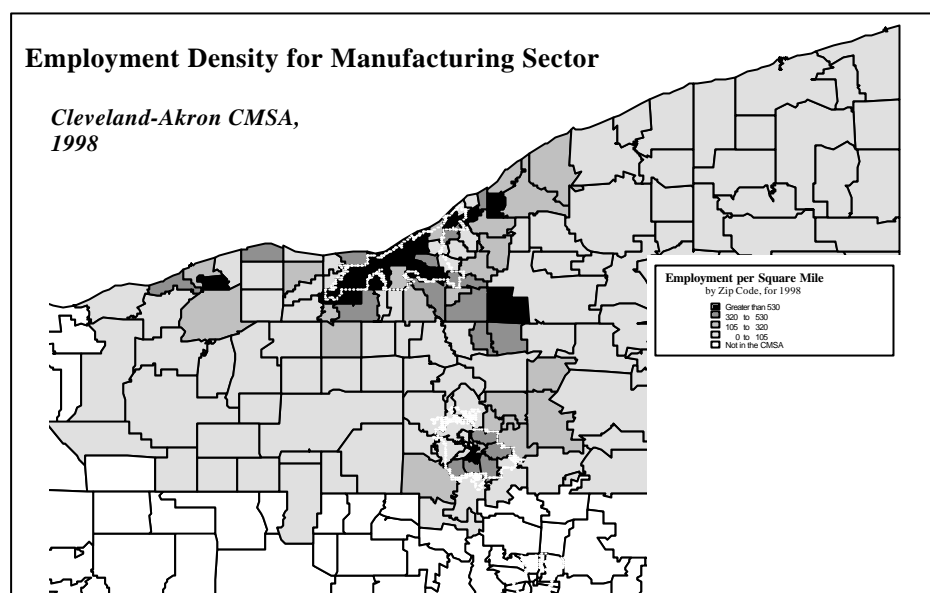 Employment Density for Manufacturing Sector
Cleveland-Akron CMSA,
1998
Employment per Square Mile
by Zip Code, for 1998
Greater than 530
320 to 530
105 to 320
0 to 105
Not in the CMSA